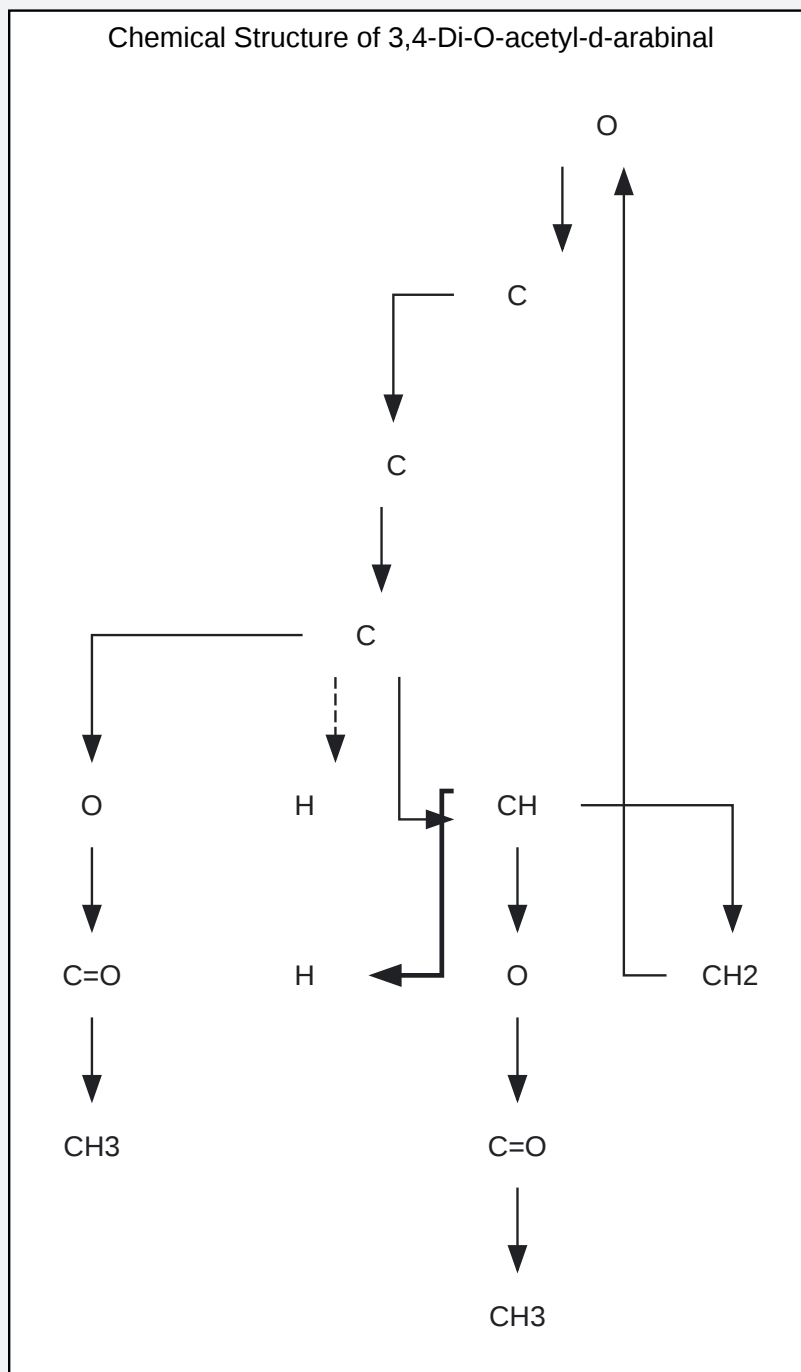 Chemical Structure of 3,4-Di-O-acetyl-d-arabinal
O
C
C
C
O H CH
C=O H O CH2
CH3 C=O
CH3